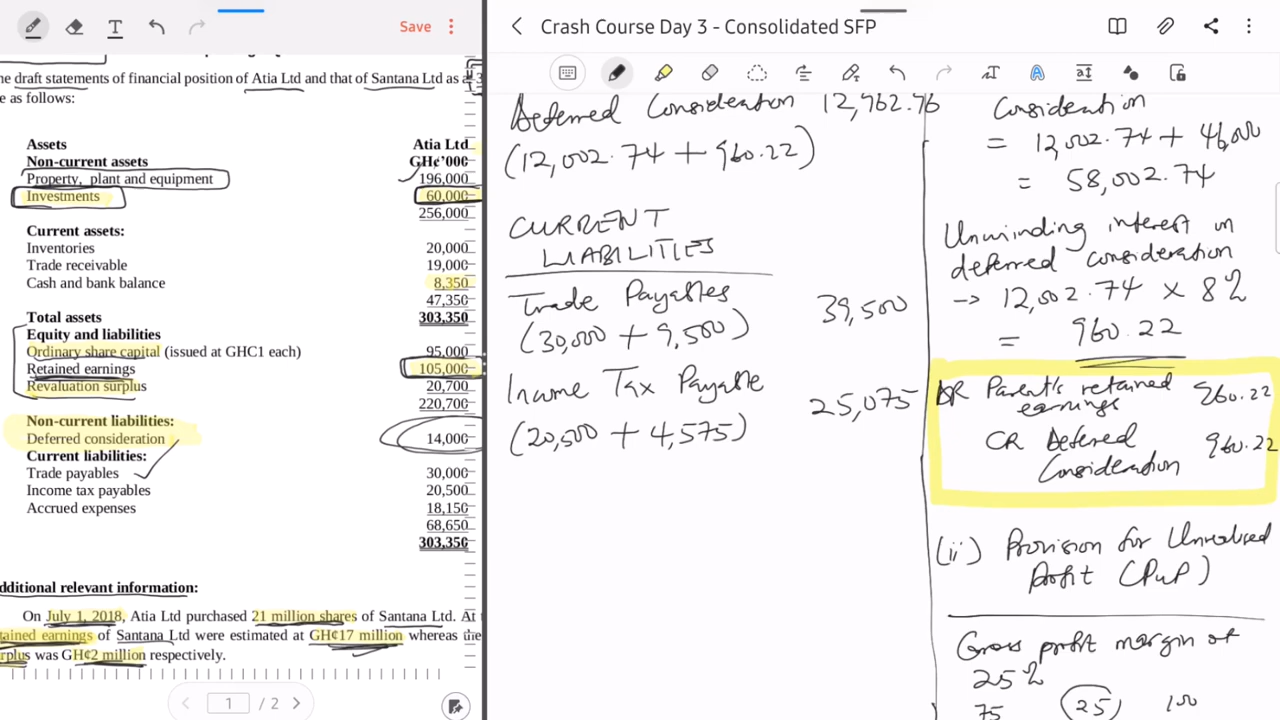 Save
he draft statements of financial position of Atia Ltd and that of Santana Ltd as at 3
e as follows:
Assets Atia Ltd
Non-current assets GH¢'000
Property, plant and equipment 196,000
Investments 60,000
256,000
Current assets:
Inventories 20,000
Trade receivable 19,000
Cash and bank balance 8,350
47,350
Total assets 303,350
Equity and liabilities
Ordinary share capital (issued at GHC1 each) 95,000
Retained earnings 105,000
Revaluation surplus 20,700
220,700
Non-current liabilities:
Deferred consideration 14,000
Current liabilities:
Trade payables 30,000
Income tax payables 20,500
Accrued expenses 18,150
68,650
303,350
dditional relevant information:
On July 1, 2018, Atia Ltd purchased 21 million shares of Santana Ltd. At
tained earnings of Santana Ltd were estimated at GH¢17 million whereas the
rplus was GH¢2 million respectively.
1 / 2
Crash Course Day 3 - Consolidated SFP
Deferred Consideration 12,962.96
(12,002.74 + 960.22)
CURRENT
LIABILITIES
Trade Payables 39,500
(30,000 + 9,500)
Income Tax Payable 25,075
(20,500 + 4,575)
Consideration
= 12,002.74 + 46,000
= 58,002.74
Unwinding interest on
deferred consideration
→ 12,002.74 × 8%
= 960.22
DR Parent's retained
earnings 960.22
CR Deferred
Consideration 960.22
(ii) Provision for Unrealised
Profit (PuP)
Gross profit margin of
25%
75 25 100